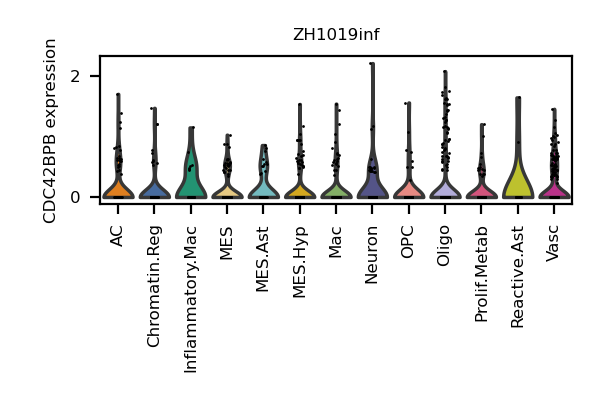 ZH1019inf
CDC42BPB expression
2
0
AC
Chromatin.Reg
Inflammatory.Mac
MES
MES.Ast
MES.Hyp
Mac
Neuron
OPC
Oligo
Prolif.Metab
Reactive.Ast
Vasc